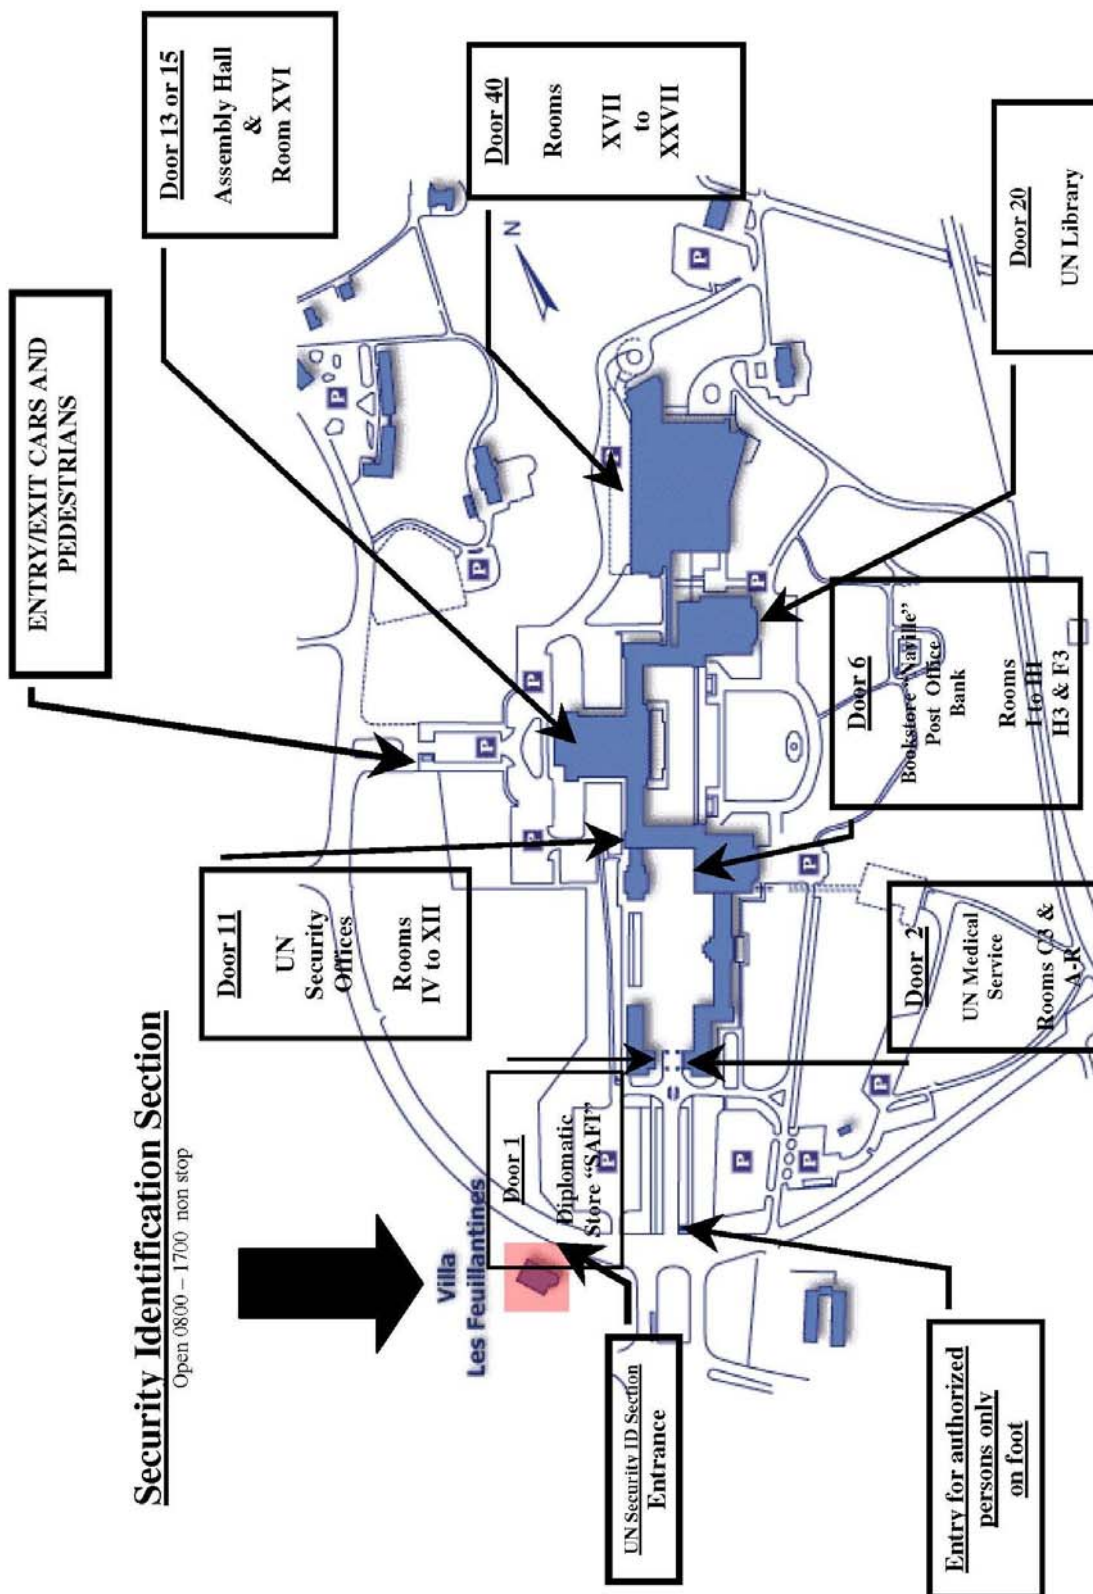 Security Identification Section
Open 0800 – 1700 non stop
ENTRY/EXIT CARS AND
PEDESTRIANS
Door 13 or 15
Assembly Hall
&
Room XVI
Door 11
UN
Security
Offices
Rooms
IV to XII
Villa
Les Feuillantines
Door 1
Diplomatic
Store “SAFI”
Door 40
Rooms
XVII
to
XXVII
N
P
P
P
P
P
P
P
P
P
P
P
P
P
UN Security ID Section
Entrance
Door 6
Bookstore “Naville”
Post Office
Bank
Rooms
I to III
H3 & F3
Door 2
UN Medical
Service
Rooms C3 &
A-R
Door 20
UN Library
Entry for authorized
persons only
on foot